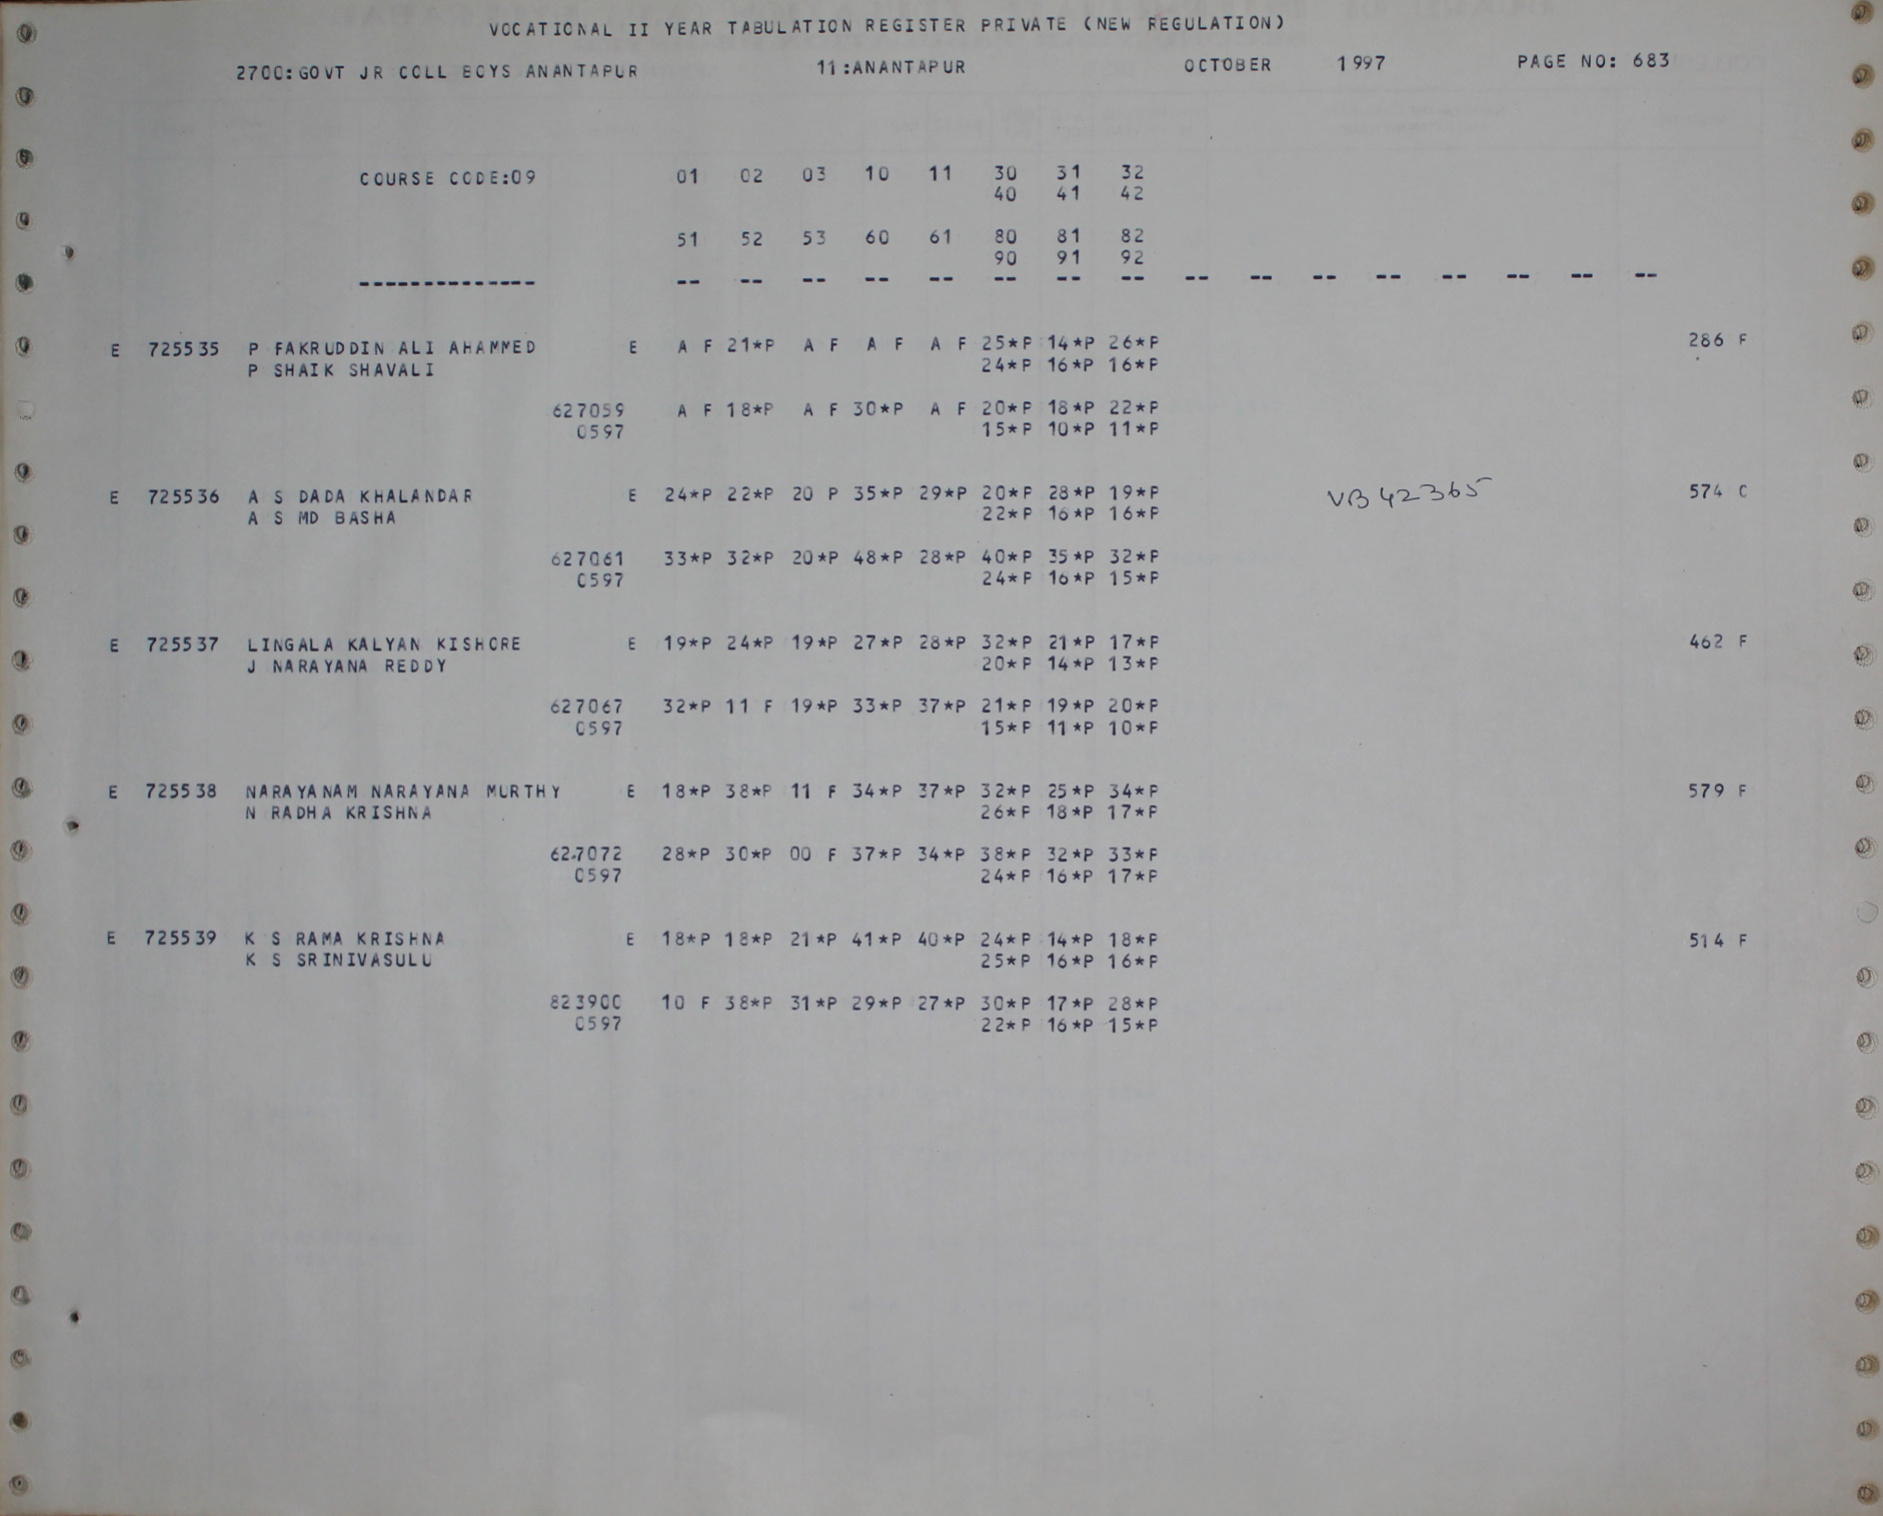 VOCATIONAL II YEAR TABULATION REGISTER PRIVATE (NEW REGULATION)
2700:GOVT JR COLL BOYS ANANTAPUR 11:ANANTAPUR OCTOBER 1997 PAGE NO: 683
COURSE CODE:09 01 02 03 10 11 30 31 32
40 41 42
51 52 53 60 61 80 81 82
90 91 92
-------------- -- -- -- -- -- -- -- -- -- -- -- -- -- -- -- --
E 725535 P FAKRUDDIN ALI AHAMMED E A F 21*P A F A F A F 25*P 14*P 26*P 286 F
P SHAIK SHAVALI 24*P 16*P 16*P
627059 A F 18*P A F 30*P A F 20*P 18*P 22*P
0597 15*P 10*P 11*P
E 725536 A S DADA KHALANDAR E 24*P 22*P 20 P 35*P 29*P 20*P 28*P 19*P VB42365 574 C
A S MD BASHA 22*P 16*P 16*P
627061 33*P 32*P 20*P 48*P 28*P 40*P 35*P 32*P
0597 24*P 16*P 15*P
E 725537 LINGALA KALYAN KISHORE E 19*P 24*P 19*P 27*P 28*P 32*P 21*P 17*P 462 F
J NARAYANA REDDY 20*P 14*P 13*P
627067 32*P 11 F 19*P 33*P 37*P 21*P 19*P 20*P
0597 15*P 11*P 10*P
E 725538 NARAYANAM NARAYANA MURTHY E 18*P 38*P 11 F 34*P 37*P 32*P 25*P 34*P 579 F
N RADHA KRISHNA 26*P 18*P 17*P
627072 28*P 30*P 00 F 37*P 34*P 38*P 32*P 33*P
0597 24*P 16*P 17*P
E 725539 K S RAMA KRISHNA E 18*P 18*P 21*P 41*P 40*P 24*P 14*P 18*P 514 F
K S SRINIVASULU 25*P 16*P 16*P
823900 10 F 38*P 31*P 29*P 27*P 30*P 17*P 28*P
0597 22*P 16*P 15*P